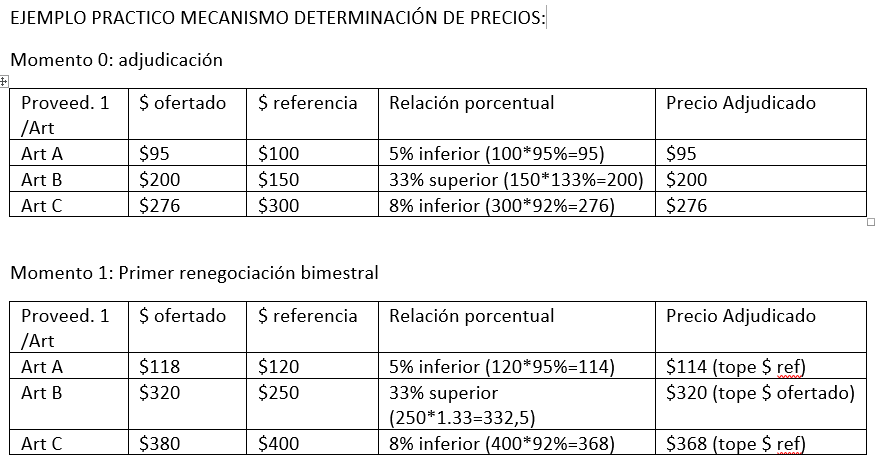 EJEMPLO PRACTICO MECANISMO DETERMINACIÓN DE PRECIOS:
Momento 0: adjudicación
Proveed. 1 /Art $ ofertado $ referencia Relación porcentual Precio Adjudicado
Art A $95 $100 5% inferior (100*95%=95) $95
Art B $200 $150 33% superior (150*133%=200) $200
Art C $276 $300 8% inferior (300*92%=276) $276
Momento 1: Primer renegociación bimestral
Proveed. 1 /Art $ ofertado $ referencia Relación porcentual Precio Adjudicado
Art A $118 $120 5% inferior (120*95%=114) $114 (tope $ ref)
Art B $320 $250 33% superior (250*1.33=332,5) $320 (tope $ ofertado)
Art C $380 $400 8% inferior (400*92%=368) $368 (tope $ ref)